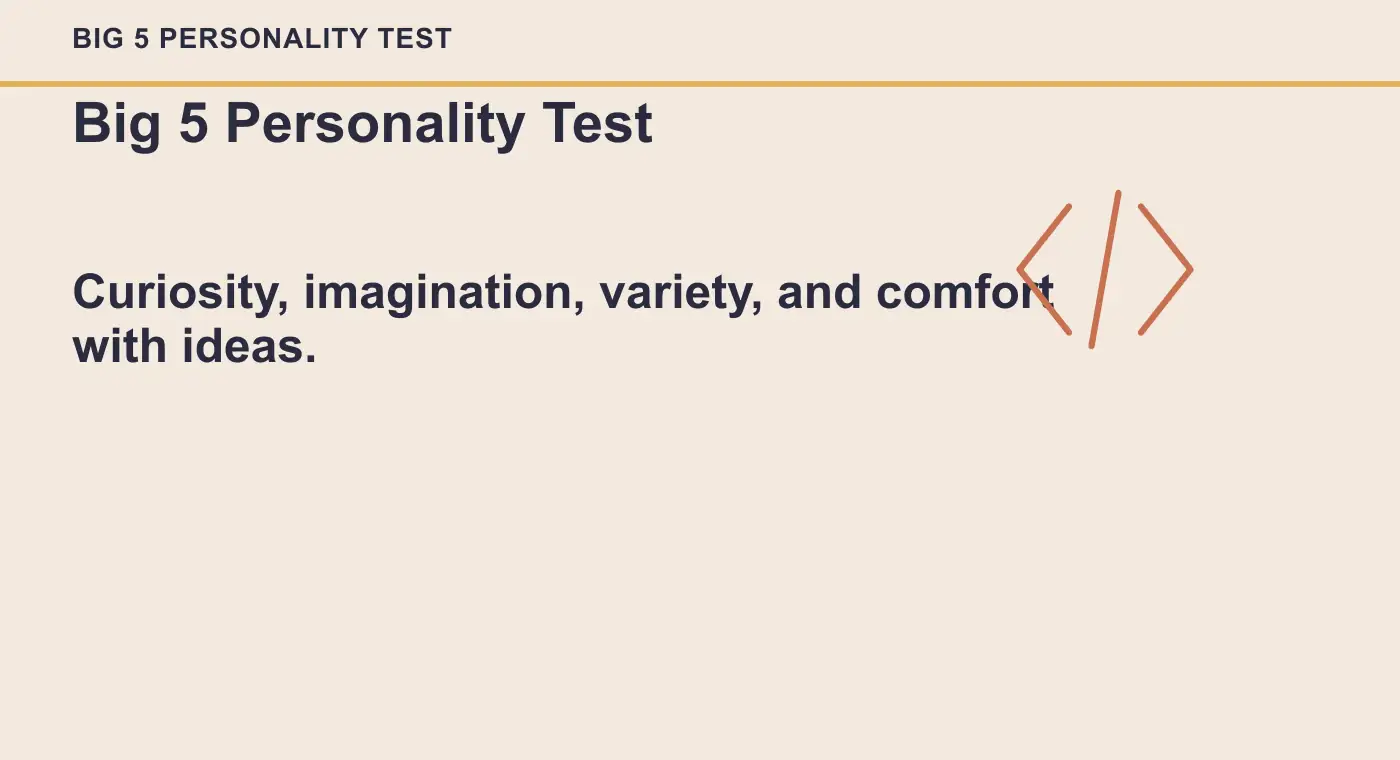 BIG 5 PERSONALITY TEST
Big 5 Personality Test
Curiosity, imagination, variety, and comfort
with ideas.